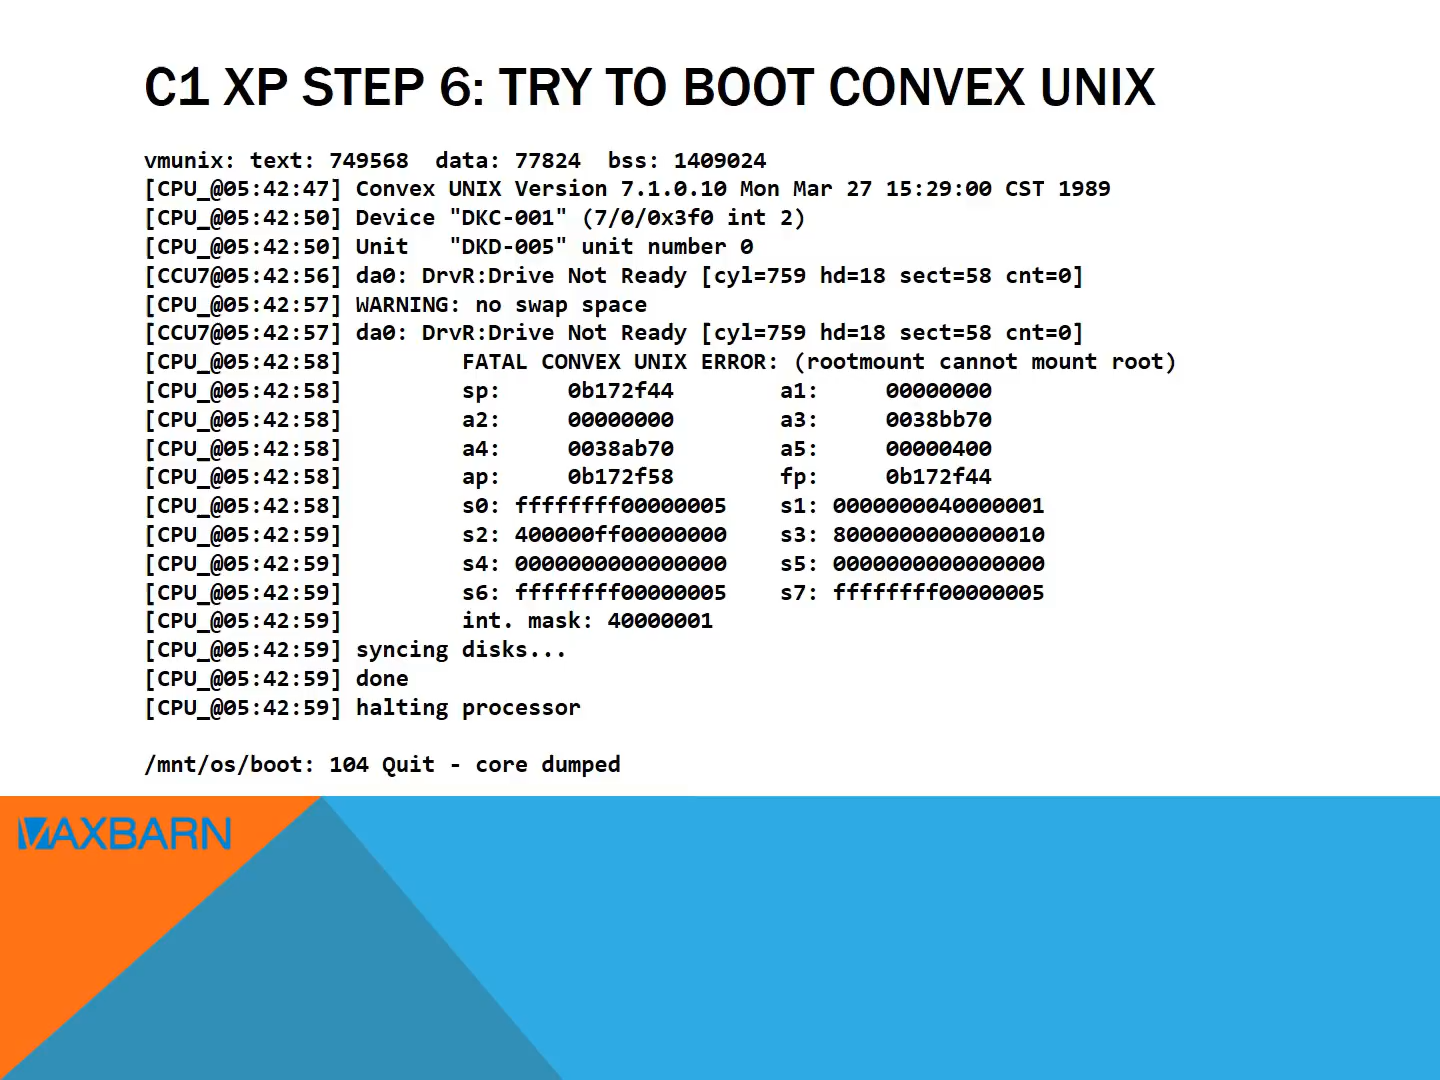 C1 XP STEP 6: TRY TO BOOT CONVEX UNIX
vmunix: text: 749568  data: 77824  bss: 1409024
[CPU_@05:42:47] Convex UNIX Version 7.1.0.10 Mon Mar 27 15:29:00 CST 1989
[CPU_@05:42:50] Device "DKC-001" (7/0/0x3f0 int 2)
[CPU_@05:42:50] Unit   "DKD-005" unit number 0
[CCU7@05:42:56] da0: DrvR:Drive Not Ready [cyl=759 hd=18 sect=58 cnt=0]
[CPU_@05:42:57] WARNING: no swap space
[CCU7@05:42:57] da0: DrvR:Drive Not Ready [cyl=759 hd=18 sect=58 cnt=0]
[CPU_@05:42:58]         FATAL CONVEX UNIX ERROR: (rootmount cannot mount root)
[CPU_@05:42:58]         sp:     0b172f44        a1:     00000000
[CPU_@05:42:58]         a2:     00000000        a3:     0038bb70
[CPU_@05:42:58]         a4:     0038ab70        a5:     00000400
[CPU_@05:42:58]         ap:     0b172f58        fp:     0b172f44
[CPU_@05:42:58]         s0: ffffffff00000005    s1: 0000000040000001
[CPU_@05:42:59]         s2: 400000ff00000000    s3: 8000000000000010
[CPU_@05:42:59]         s4: 0000000000000000    s5: 0000000000000000
[CPU_@05:42:59]         s6: ffffffff00000005    s7: ffffffff00000005
[CPU_@05:42:59]         int. mask: 40000001
[CPU_@05:42:59] syncing disks...
[CPU_@05:42:59] done
[CPU_@05:42:59] halting processor
/mnt/os/boot: 104 Quit - core dumped
VAXBARN